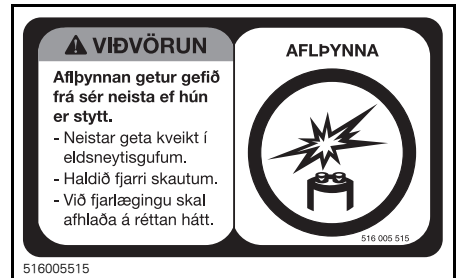 VIÐVÖRUN
Aflþynnan getur gefið
frá sér neista ef hún
er stytt.
- Neistar geta kveikt í
eldsneytisgufum.
- Haldið fjarri skautum.
- Við fjarlægingu skal
afhlaða á réttan hátt.
AFLÞYNNA
516 005 515
516005515